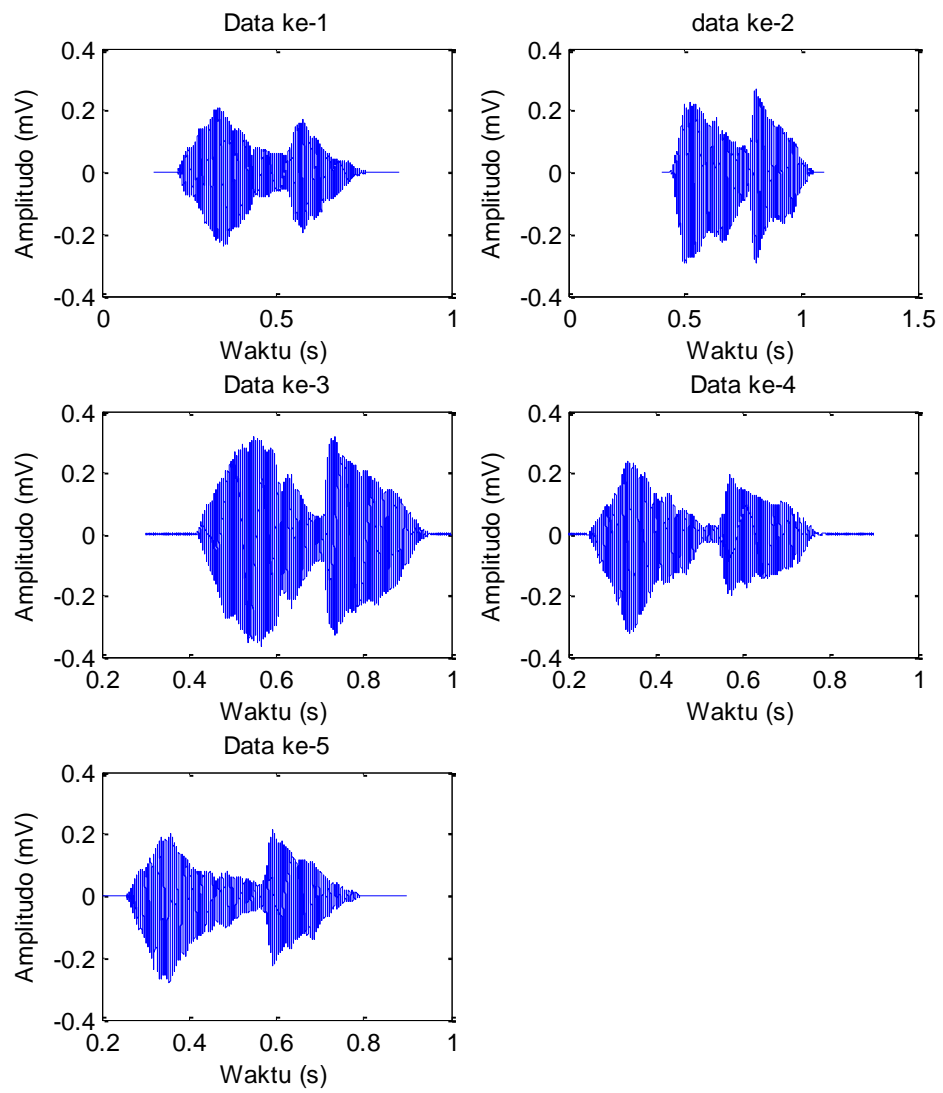 Data ke-1
0.4
0.2
0
-0.2
-0.4
Amplitudo (mV)
0 0.5 1
Waktu (s)
data ke-2
0.4
0.2
0
-0.2
-0.4
Amplitudo (mV)
0 0.5 1 1.5
Waktu (s)
Data ke-3
0.4
0.2
0
-0.2
-0.4
Amplitudo (mV)
0.2 0.4 0.6 0.8 1
Waktu (s)
Data ke-4
0.4
0.2
0
-0.2
-0.4
Amplitudo (mV)
0.2 0.4 0.6 0.8 1
Waktu (s)
Data ke-5
0.4
0.2
0
-0.2
-0.4
Amplitudo (mV)
0.2 0.4 0.6 0.8 1
Waktu (s)